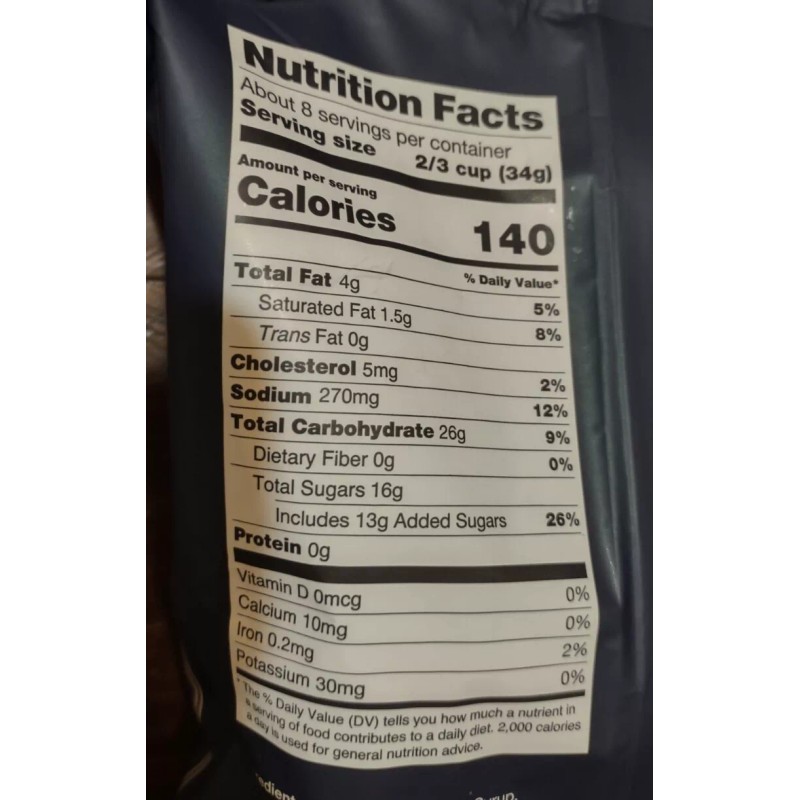 Nutrition Facts
About 8 servings per container
Serving size 2/3 cup (34g)
Amount per serving
Calories 140
% Daily Value*
Total Fat 4g 5%
Saturated Fat 1.5g 8%
Trans Fat 0g
Cholesterol 5mg 2%
Sodium 270mg 12%
Total Carbohydrate 26g 9%
Dietary Fiber 0g 0%
Total Sugars 16g
Includes 13g Added Sugars 26%
Protein 0g
Vitamin D 0mcg 0%
Calcium 10mg 0%
Iron 0.2mg 2%
Potassium 30mg 0%
* The % Daily Value (DV) tells you how much a nutrient in
a serving of food contributes to a daily diet. 2,000 calories
a day is used for general nutrition advice.